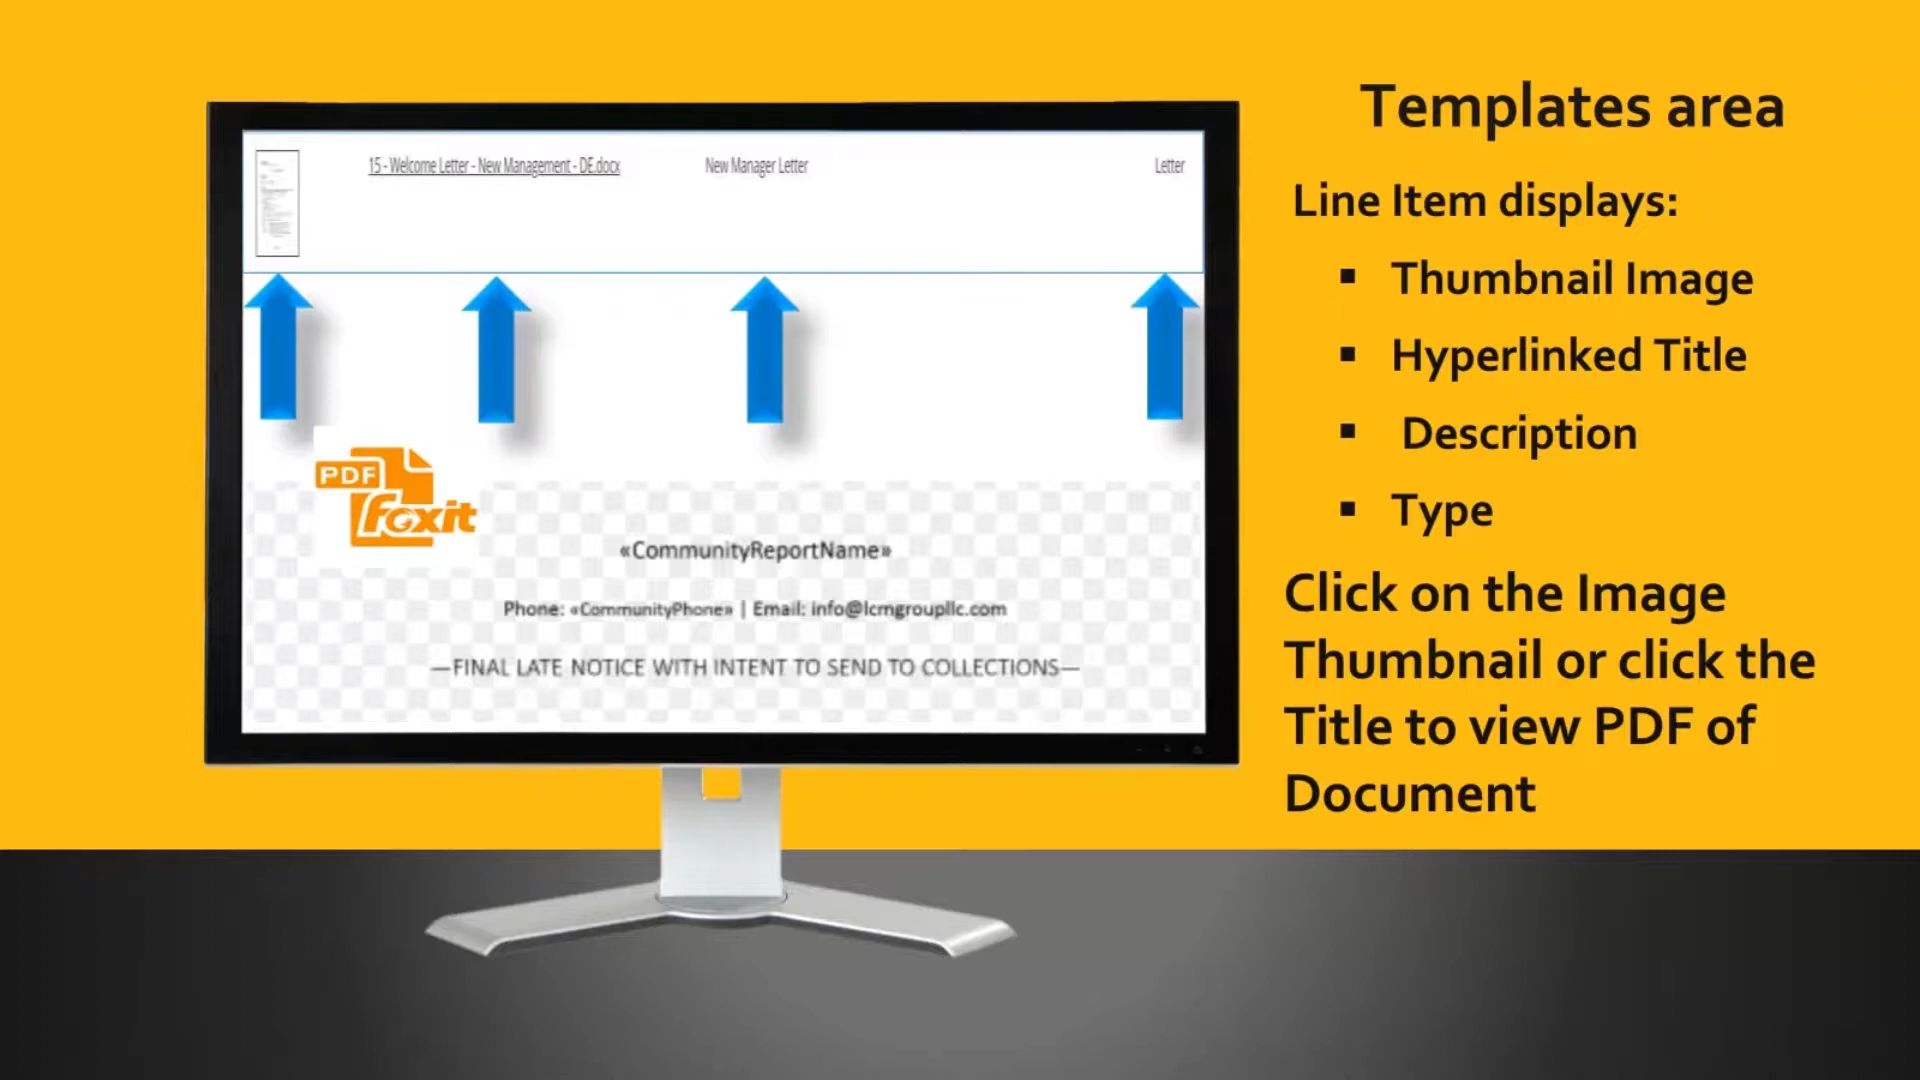 Templates area
15 - Welcome Letter - New Management - DE.docx
New Manager Letter
Letter
Line Item displays:
▪ Thumbnail Image
▪ Hyperlinked Title
▪ Description
▪ Type
Click on the Image
Thumbnail or click the
Title to view PDF of
Document
PDF
foxit
«CommunityReportName»
Phone: «CommunityPhone» | Email: info@lcmgroupllc.com
—FINAL LATE NOTICE WITH INTENT TO SEND TO COLLECTIONS—